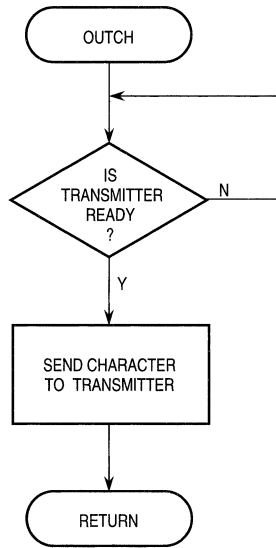 OUTCH
IS
TRANSMITTER
READY
?
N
Y
SEND CHARACTER
TO TRANSMITTER
RETURN